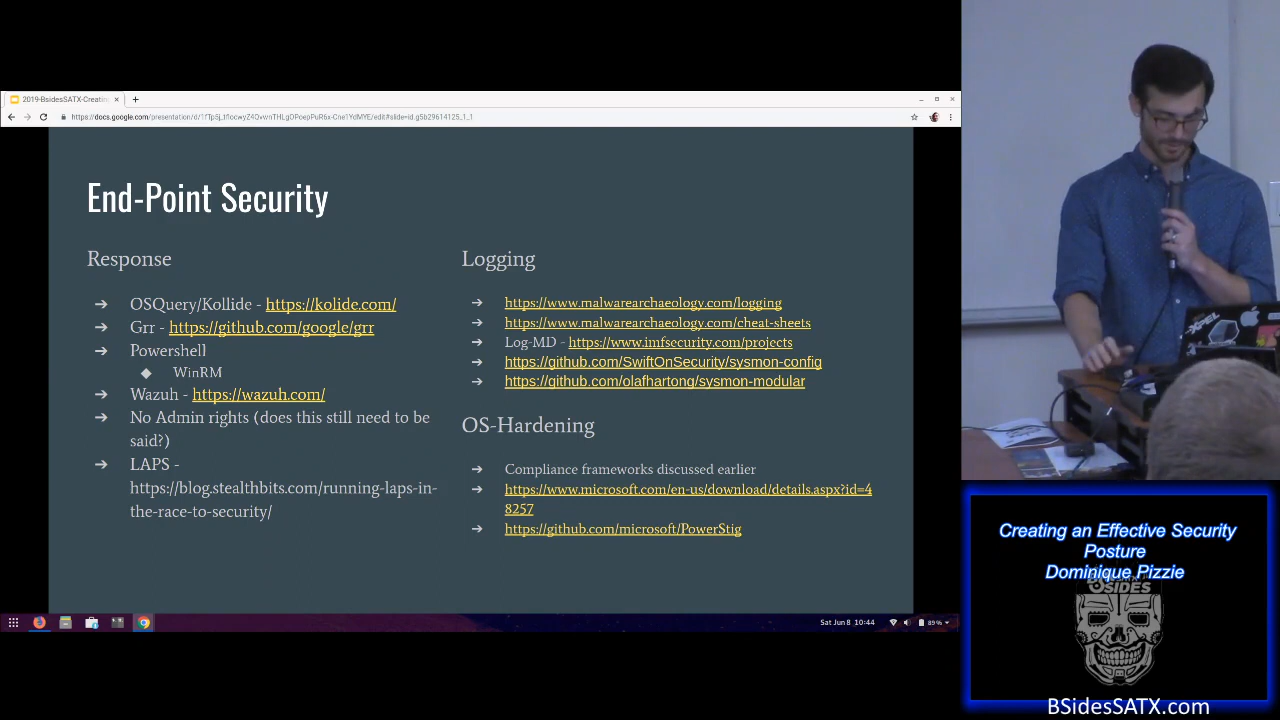 2019-BsidesSATX-Creatin
https://docs.google.com/presentation/d/
End-Point Security
Response
➔ OSQuery/Kollide - https://kolide.com/
➔ Grr - https://github.com/google/grr
➔ Powershell
◆ WinRM
➔ Wazuh - https://wazuh.com/
➔ No Admin rights (does this still need to be
said?)
➔ LAPS -
https://blog.stealthbits.com/running-laps-in-
the-race-to-security/
Logging
➔ https://www.malwarearchaeology.com/logging
➔ https://www.malwarearchaeology.com/cheat-sheets
➔ Log-MD - https://www.imfsecurity.com/projects
➔ https://github.com/SwiftOnSecurity/sysmon-config
➔ https://github.com/olafhartong/sysmon-modular
OS-Hardening
➔ Compliance frameworks discussed earlier
➔ https://www.microsoft.com/en-us/download/details.aspx?id=4
8257
➔ https://github.com/microsoft/PowerStig
Sat Jun 8 10:44
89%
Creating an Effective Security
Posture
Dominique Pizzie
BSIDES
BSidesSATX.com